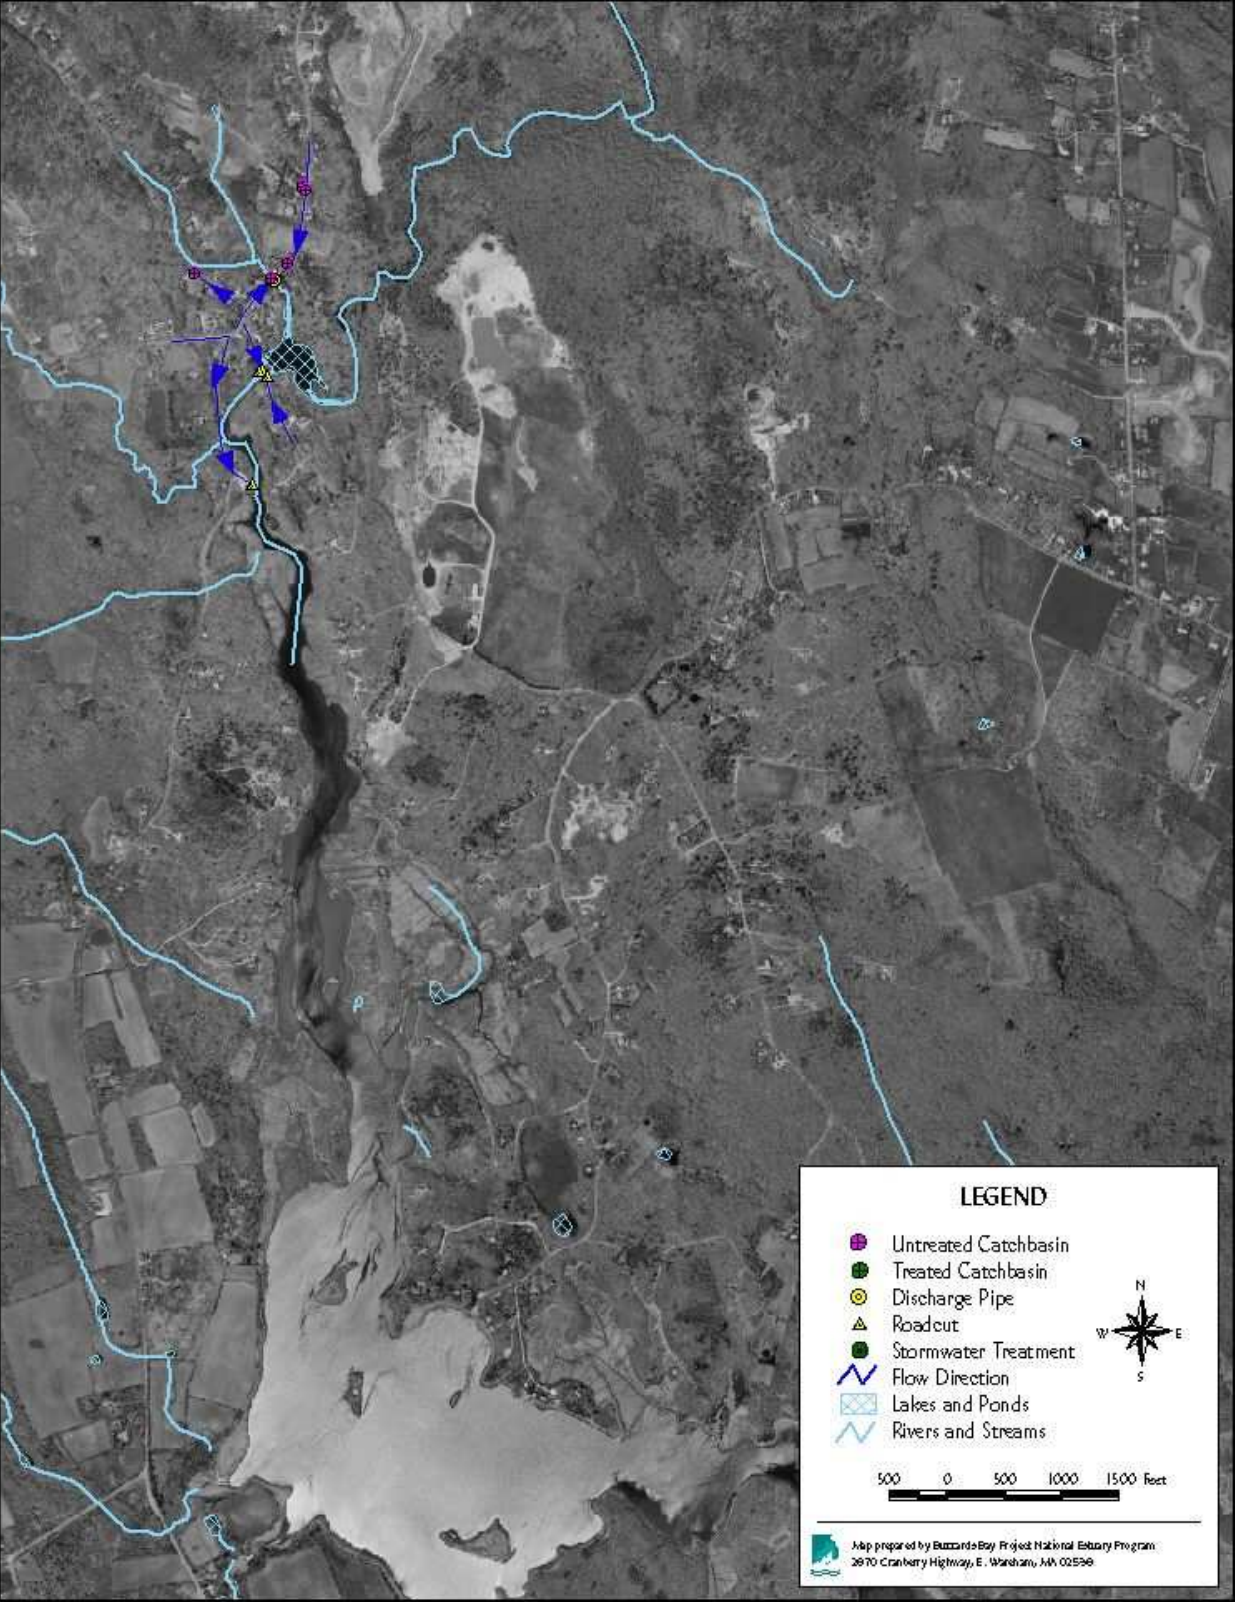 LEGEND
Untreated Catchbasin
Treated Catchbasin
Discharge Pipe
Roadcut
Stormwater Treatment
Flow Direction
Lakes and Ponds
Rivers and Streams
N
W E
S
500 0 500 1000 1500 Feet
Map prepared by Buzzards Bay Project National Estuary Program
2870 Cranberry Highway, E. Wareham, MA 02538